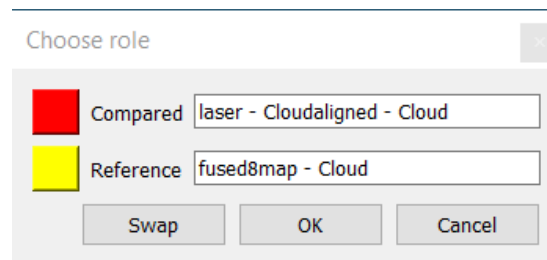 Choose role
Compared laser - Cloudaligned - Cloud
Reference fused8map - Cloud
Swap OK Cancel